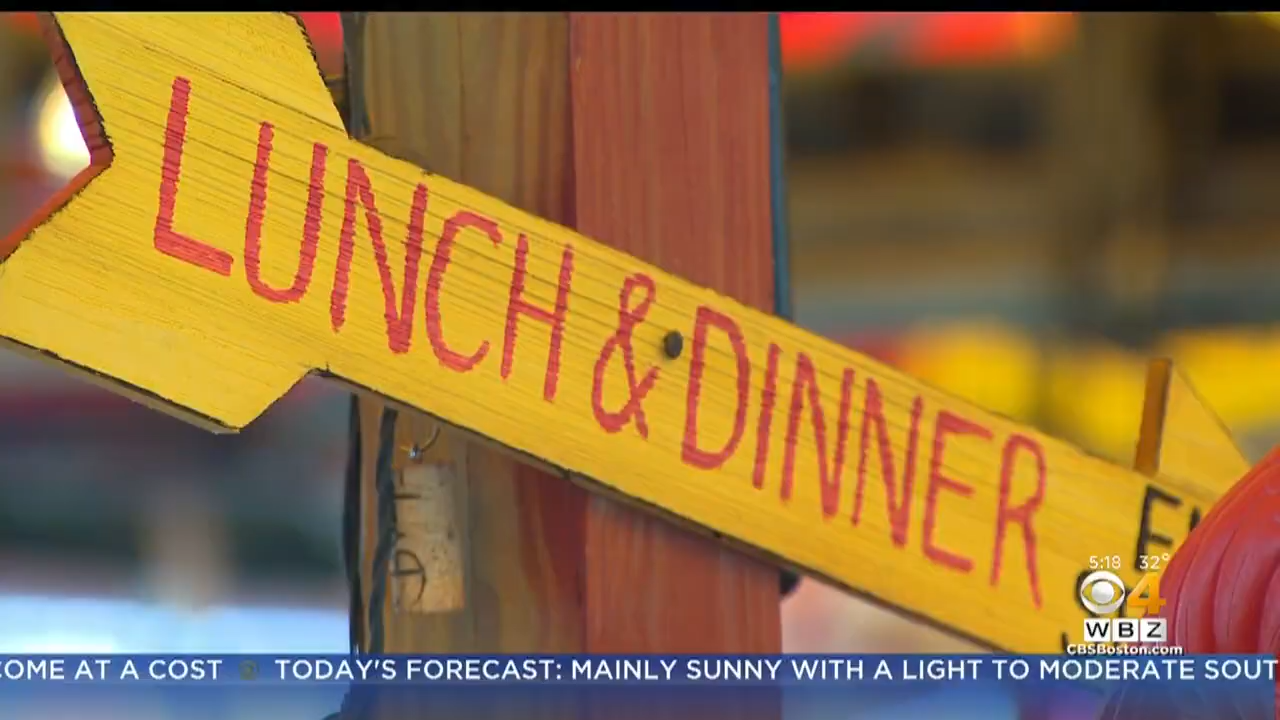 LUNCH & DINNER
5:18 32°
4
WBZ
CBSBoston.com
COME AT A COST TODAY'S FORECAST: MAINLY SUNNY WITH A LIGHT TO MODERATE